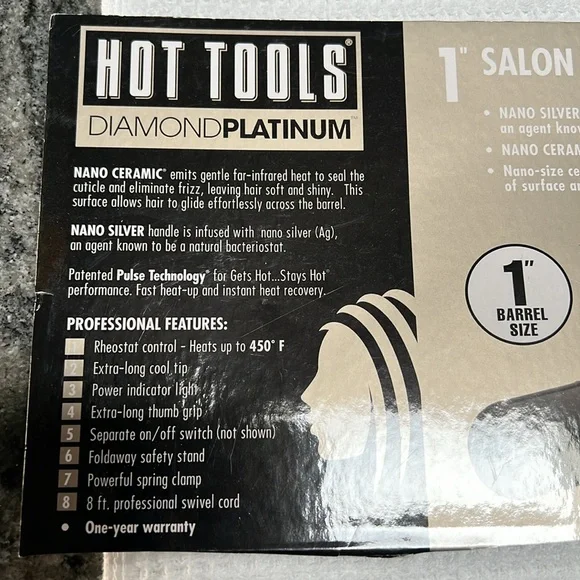 HOT TOOLS®
DIAMONDPLATINUM™
NANO CERAMIC® emits gentle far-infrared heat to seal the
cuticle and eliminate frizz, leaving hair soft and shiny. This
surface allows hair to glide effortlessly across the barrel.
NANO SILVER handle is infused with nano silver (Ag),
an agent known to be a natural bacteriostat.
Patented Pulse Technology® for Gets Hot...Stays Hot®
performance. Fast heat-up and instant heat recovery.
PROFESSIONAL FEATURES:
1 Rheostat control - Heats up to 450° F
2 Extra-long cool tip
3 Power indicator light
4 Extra-long thumb grip
5 Separate on/off switch (not shown)
6 Foldaway safety stand
7 Powerful spring clamp
8 8 ft. professional swivel cord
• One-year warranty
1" SALON
• NANO SILVER
an agent know
• NANO CERAM
• Nano-size ce
of surface a
1"
BARREL
SIZE